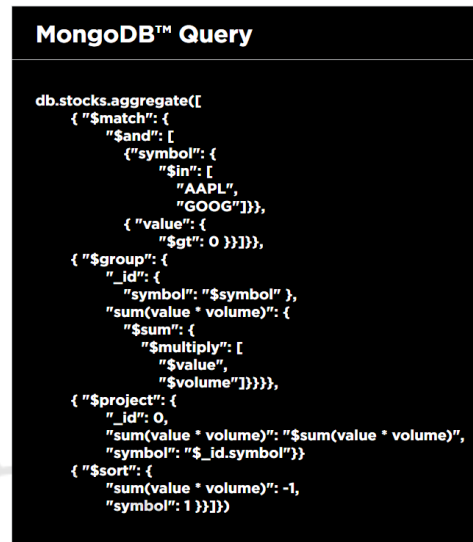 MongoDB™ Query
db.stocks.aggregate([
{ "$match": {
"$and": [
{"symbol": {
"$in": [
"AAPL",
"GOOG"]}},
{ "value": {
"$gt": 0 }}]}},
{ "$group": {
"_id": {
"symbol": "$symbol" },
"sum(value * volume)": {
"$sum": {
"$multiply": [
"$value",
"$volume"]}}}},
{ "$project": {
"_id": 0,
"sum(value * volume)": "$sum(value * volume)",
"symbol": "$_id.symbol"}}
{ "$sort": {
"sum(value * volume)": -1,
"symbol": 1 }}]})